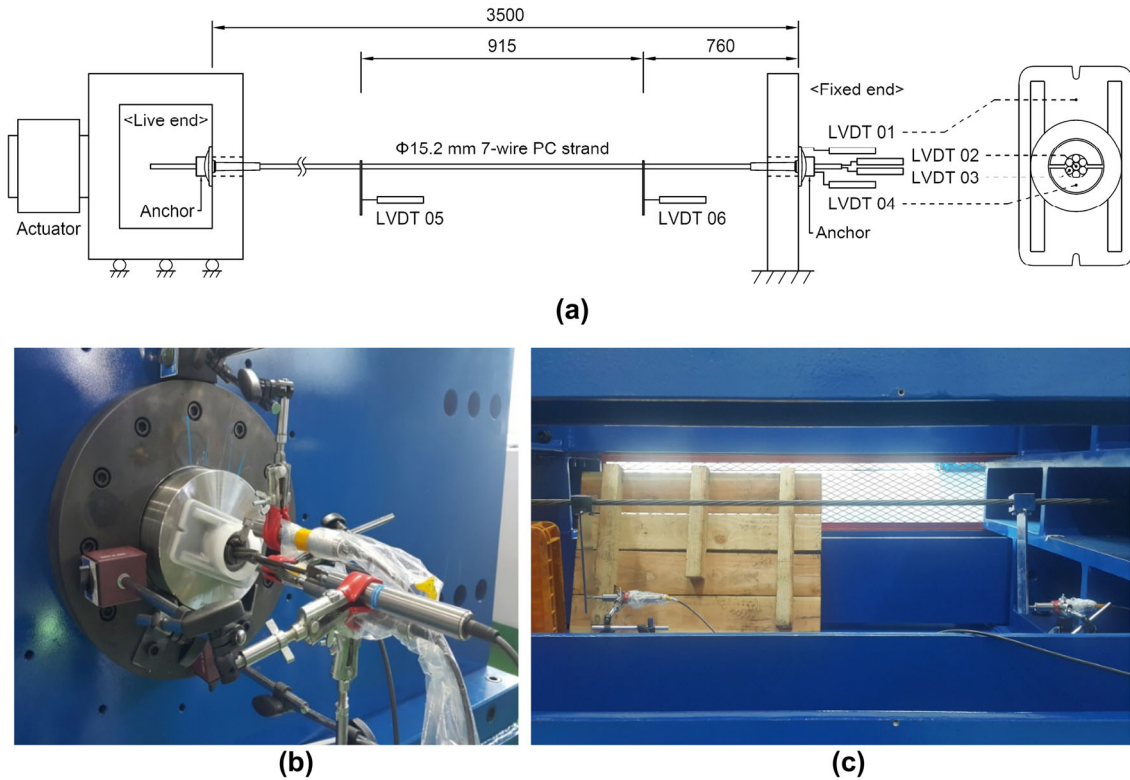 3500
915
760
<Fixed end>
<Live end>
LVDT 01
Φ15.2 mm 7-wire PC strand
LVDT 02
LVDT 03
Anchor
LVDT 05
LVDT 06
LVDT 04
Actuator
Anchor
(a)
(b)
(c)